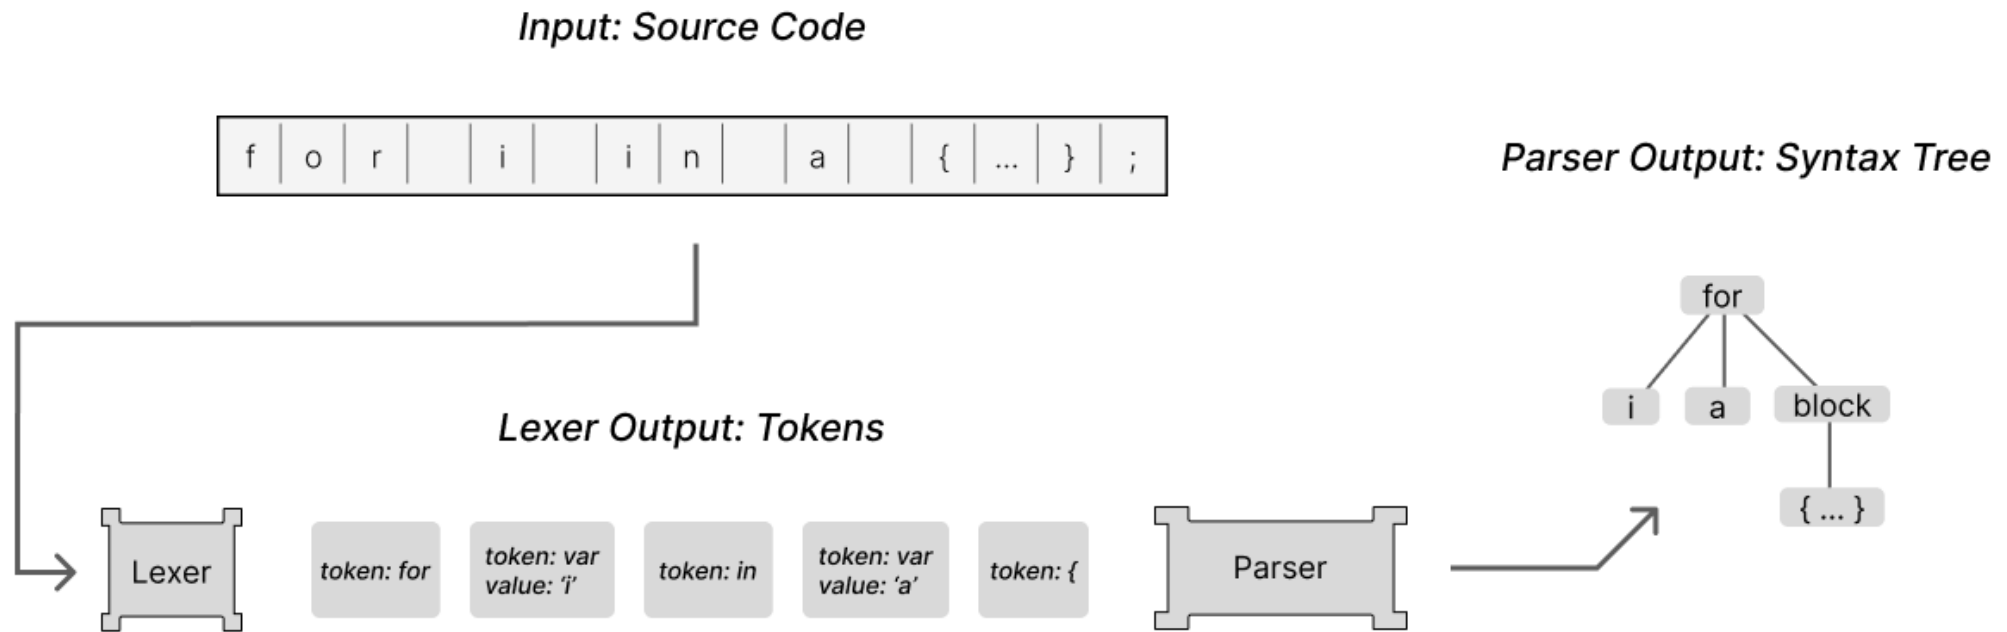 Input: Source Code
f o r i i n a { ... } ;
Parser Output: Syntax Tree
for
i a block
{ ... }
Lexer Output: Tokens
Lexer
token: for
token: var
value: ‘i’
token: in
token: var
value: ‘a’
token: {
Parser